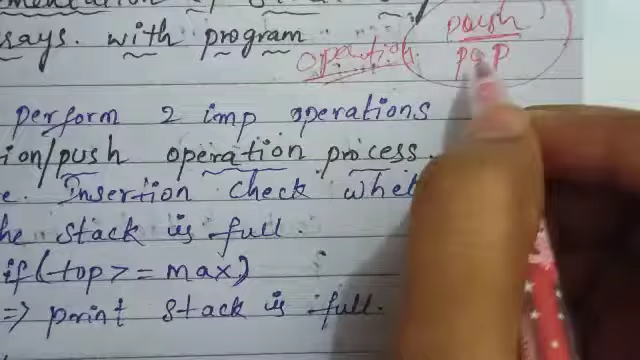 says. with program
operation push
pop
perform 2 imp operations
ion/push operation process.
e. Insertion check whet
he stack is full.
if (top >= max)
=> print stack is full.